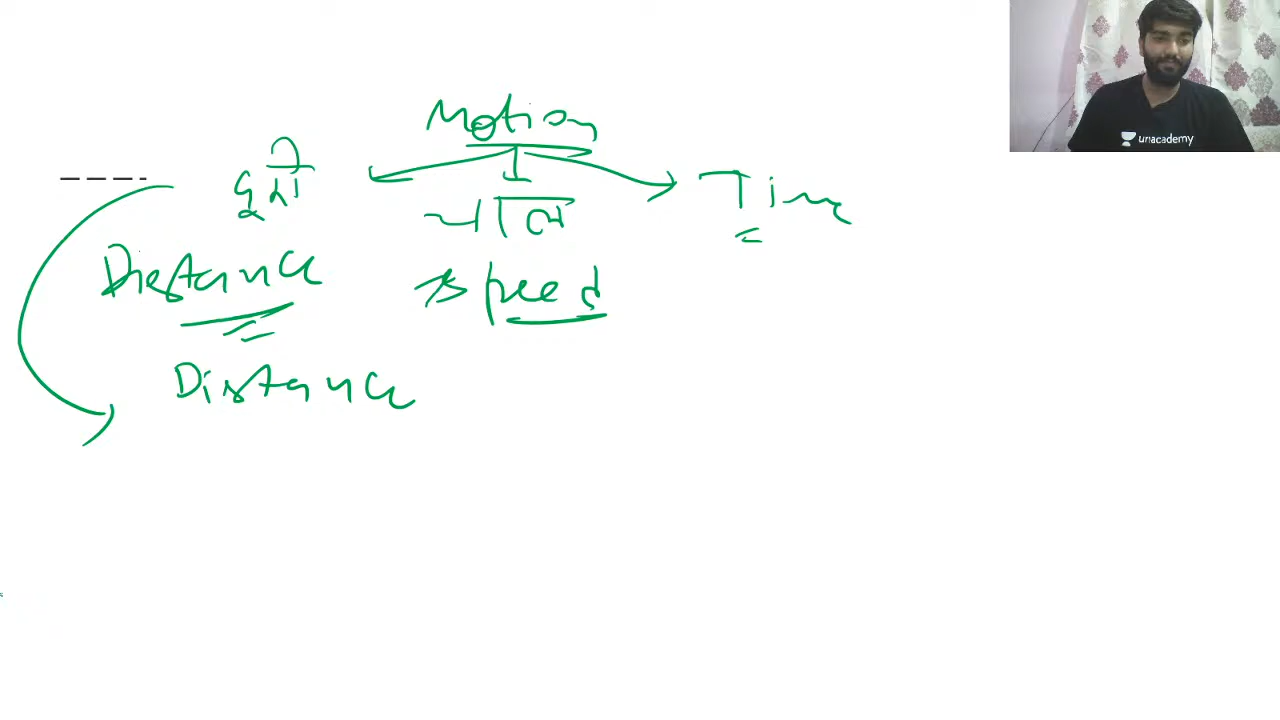 Motion
दूरी चाल Time
Distance Speed
Distance
unacademy